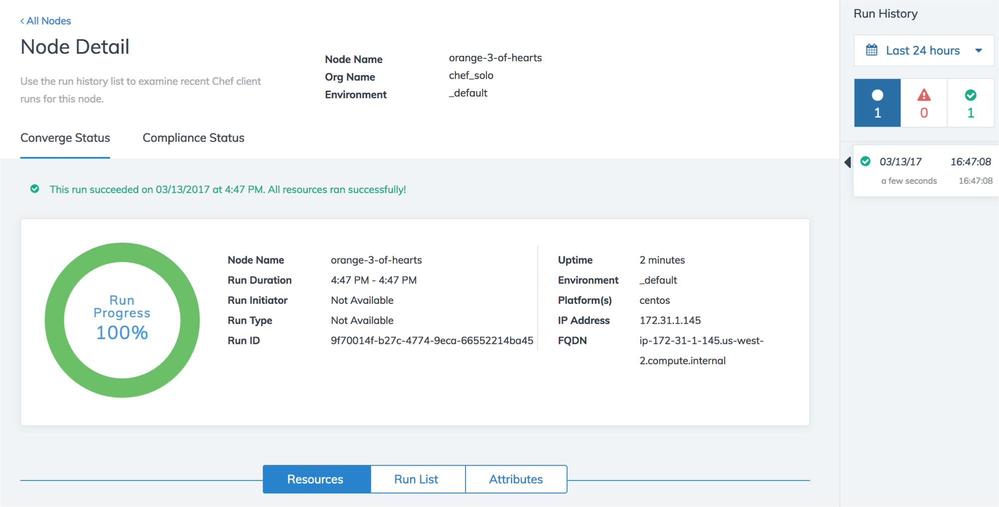 ‹ All Nodes
Node Detail
Use the run history list to examine recent Chef client
runs for this node.
Node Name orange-3-of-hearts
Org Name chef_solo
Environment _default
Converge Status Compliance Status
This run succeeded on 03/13/2017 at 4:47 PM. All resources ran successfully!
Run
Progress
100%
Node Name orange-3-of-hearts
Run Duration 4:47 PM - 4:47 PM
Run Initiator Not Available
Run Type Not Available
Run ID 9f70014f-b27c-4774-9eca-66552214ba45
Uptime 2 minutes
Environment _default
Platform(s) centos
IP Address 172.31.1.145
FQDN ip-172-31-1-145.us-west-
2.compute.internal
Resources Run List Attributes
Run History
Last 24 hours
1 0 1
03/13/17 16:47:08
a few seconds 16:47:08